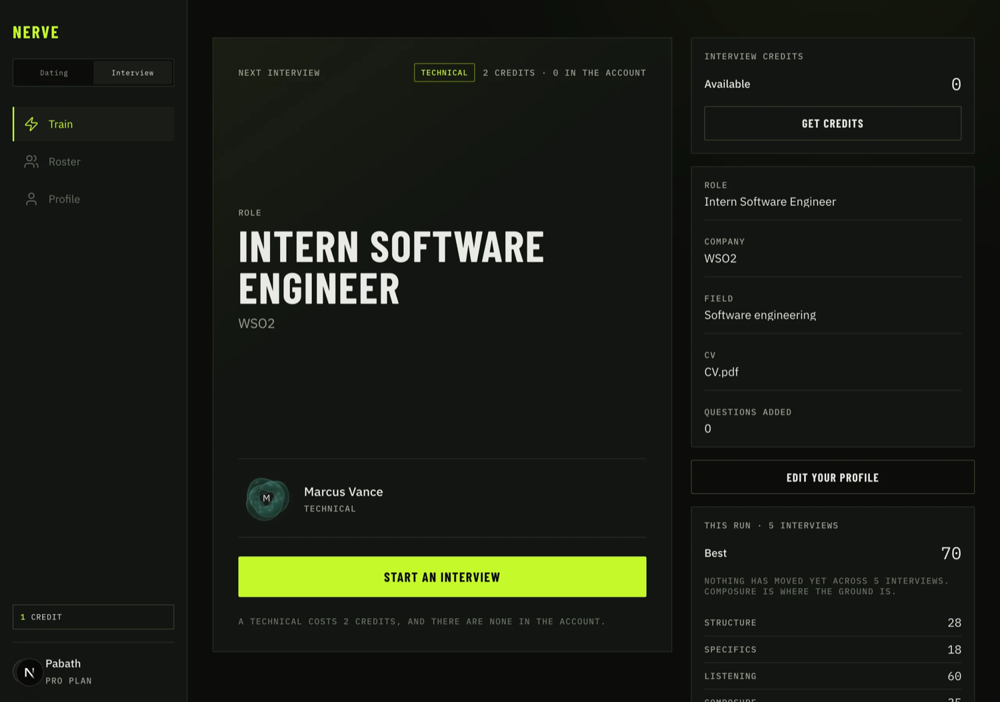 NERVE
Dating
Interview
Train
Roster
Profile
1 CREDIT
N
Pabath
PRO PLAN
NEXT INTERVIEW
TECHNICAL
2 CREDITS · 0 IN THE ACCOUNT
ROLE
INTERN SOFTWARE
ENGINEER
WSO2
M
Marcus Vance
TECHNICAL
START AN INTERVIEW
A TECHNICAL COSTS 2 CREDITS, AND THERE ARE NONE IN THE ACCOUNT.
INTERVIEW CREDITS
Available
0
GET CREDITS
ROLE
Intern Software Engineer
COMPANY
WSO2
FIELD
Software engineering
CV
CV.pdf
QUESTIONS ADDED
0
EDIT YOUR PROFILE
THIS RUN · 5 INTERVIEWS
Best
70
NOTHING HAS MOVED YET ACROSS 5 INTERVIEWS.
COMPOSURE IS WHERE THE GROUND IS.
STRUCTURE
28
SPECIFICS
18
LISTENING
60